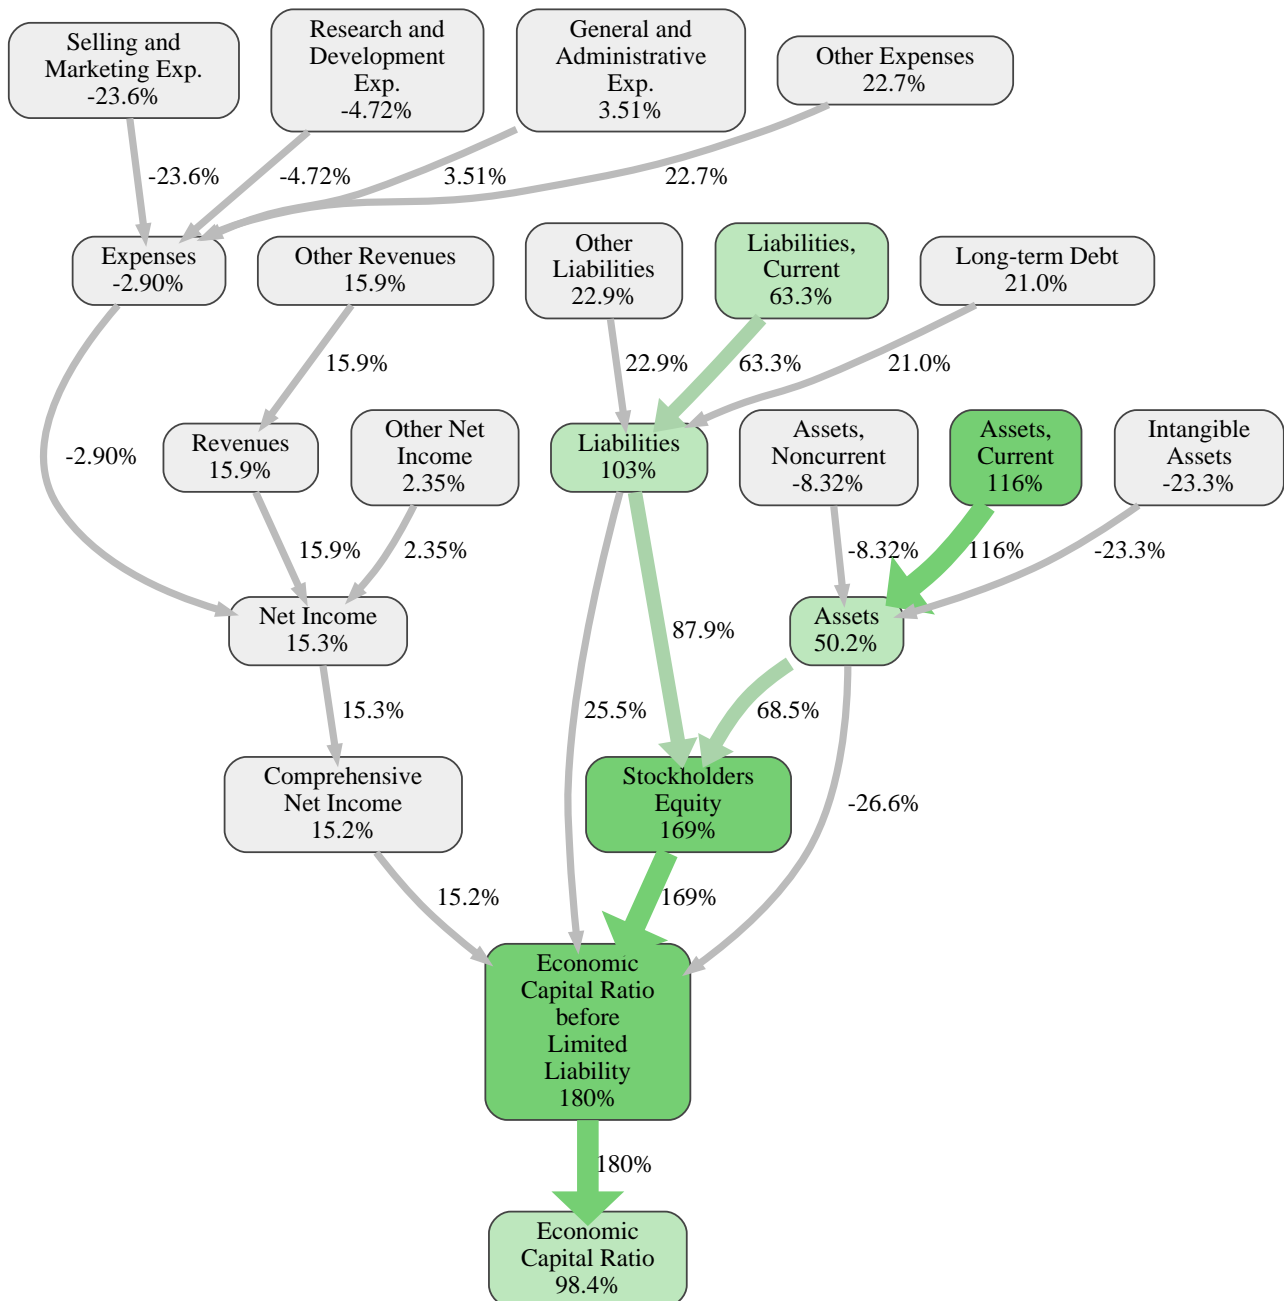 Selling and
Marketing Exp.
-23.6%
Research and
Development
Exp.
-4.72%
General and
Administrative
Exp.
3.51%
Other Expenses
22.7%
-23.6%
-4.72%
3.51%
22.7%
Expenses
-2.90%
Other Revenues
15.9%
Other
Liabilities
22.9%
Liabilities,
Current
63.3%
Long-term Debt
21.0%
15.9%
22.9%
63.3%
21.0%
-2.90%
Revenues
15.9%
Other Net
Income
2.35%
Liabilities
103%
Assets,
Noncurrent
-8.32%
Assets,
Current
116%
Intangible
Assets
-23.3%
15.9%
2.35%
-8.32%
116%
-23.3%
Net Income
15.3%
87.9%
Assets
50.2%
15.3%
25.5%
68.5%
Comprehensive
Net Income
15.2%
Stockholders
Equity
169%
-26.6%
15.2%
169%
Economic
Capital Ratio
before
Limited
Liability
180%
180%
Economic
Capital Ratio
98.4%